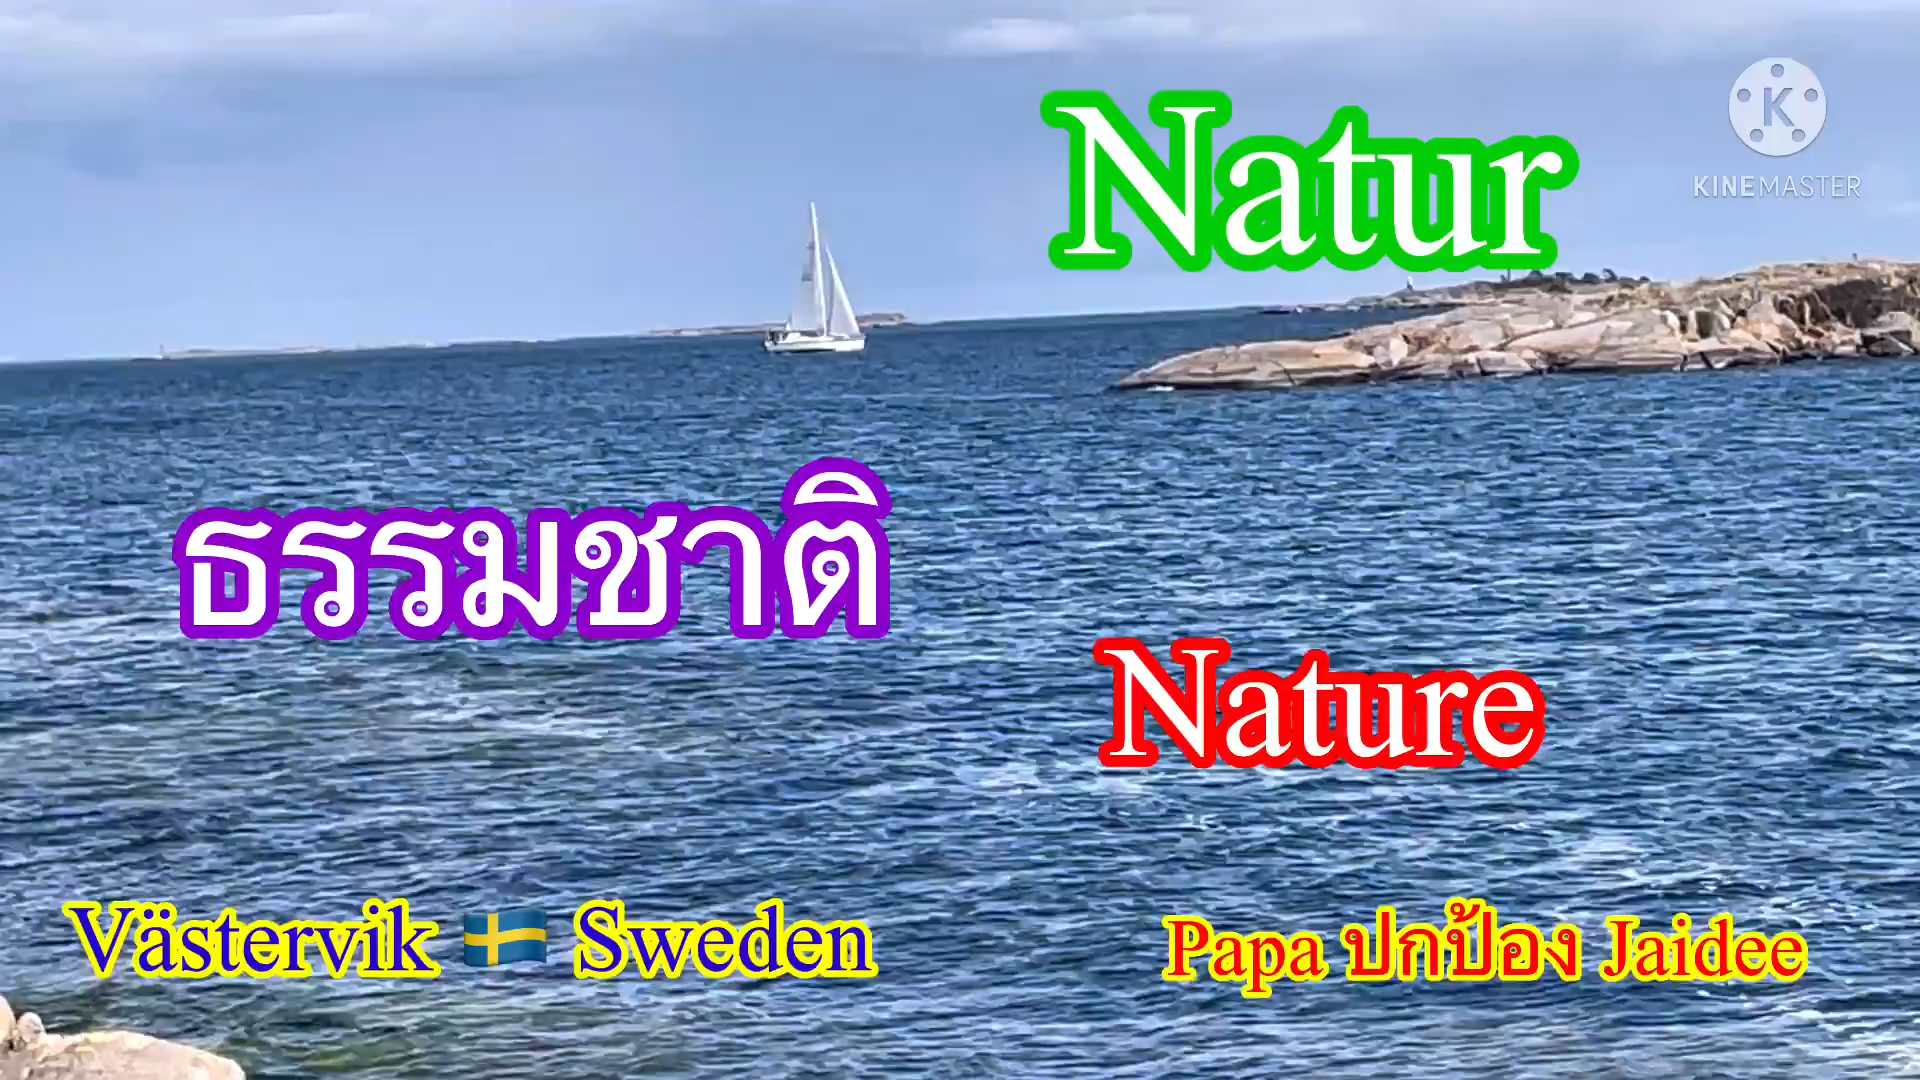 Natur
KINEMASTER
ธรรมชาติ
Nature
Västervik 🇸🇪 Sweden
Papa ปกป้อง Jaidee